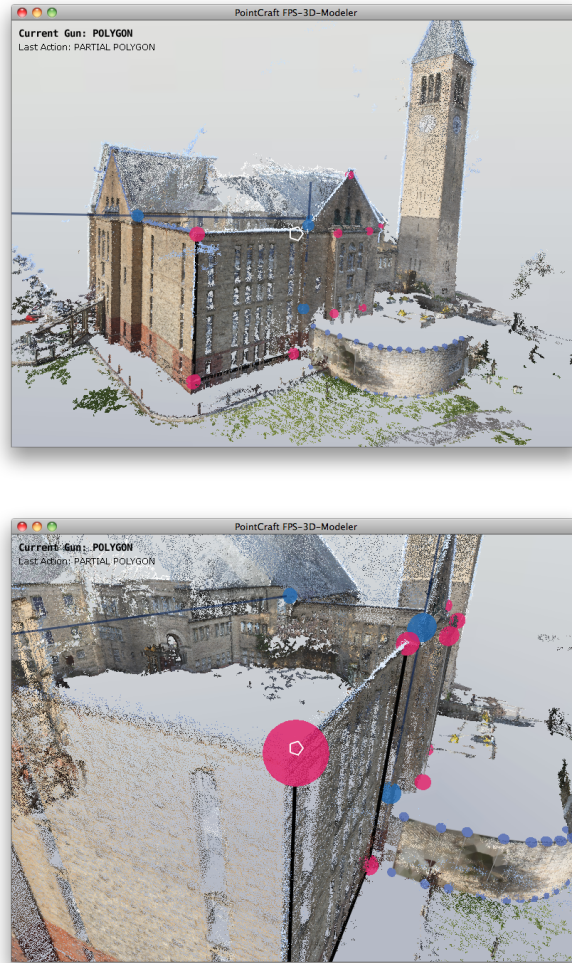 PointCraft FPS-3D-Modeler
Current Gun: POLYGON
Last Action: PARTIAL POLYGON
PointCraft FPS-3D-Modeler
Current Gun: POLYGON
Last Action: PARTIAL POLYGON